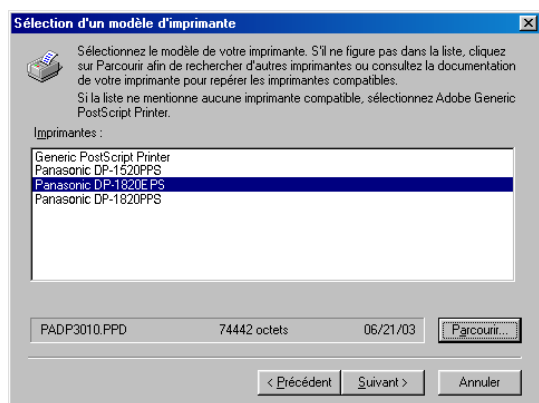 Sélection d'un modèle d'imprimante
Sélectionnez le modèle de votre imprimante. S'il ne figure pas dans la liste, cliquez
sur Parcourir afin de rechercher d'autres imprimantes ou consultez la documentation
de votre imprimante pour repérer les imprimantes compatibles.
Si la liste ne mentionne aucune imprimante compatible, sélectionnez Adobe Generic
PostScript Printer.
Imprimantes :
Generic PostScript Printer
Panasonic DP-1520PPS
Panasonic DP-1820E PS
Panasonic DP-1820PPS
PADP3010.PPD 74442 octets 06/21/03 Parcourir...
< Précédent Suivant > Annuler